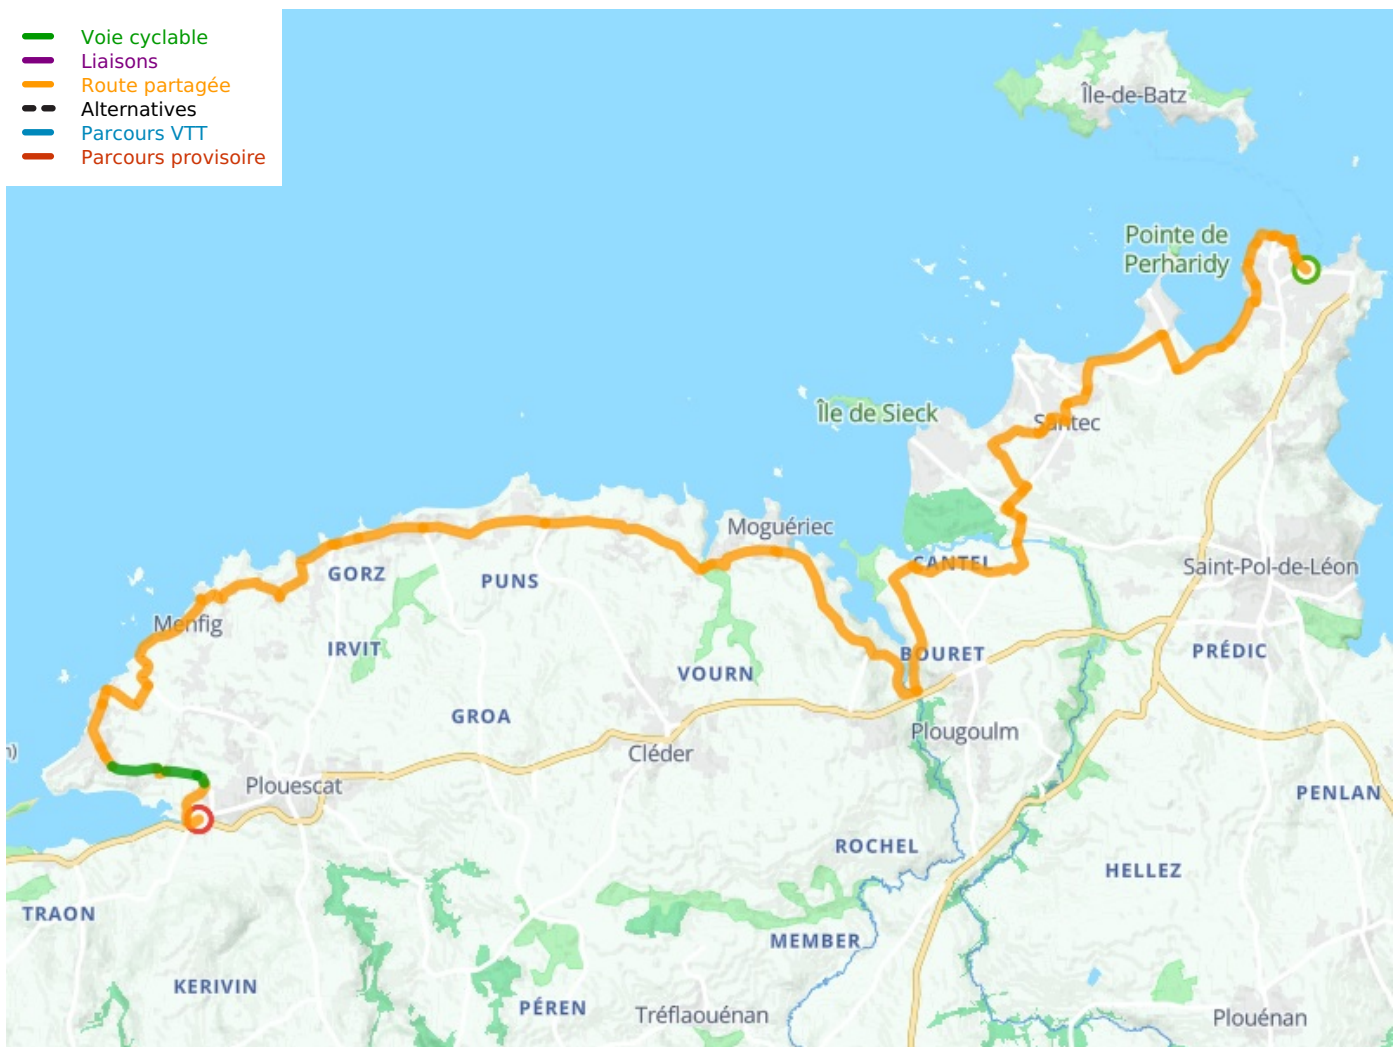 Voie cyclable
Liaisons
Route partagée
Alternatives
Parcours VTT
Parcours provisoire
Île-de-Batz
Pointe de
Perharidy
Île de Sieck
Santec
Moguériec
CANTEL
Saint-Pol-de-Léon
GORZ
PUNS
Menfig
IRVIT
VOURN
BOURET
PRÉDIC
GROA
Plougoulm
Cléder
Plouescat
PENLAN
ROCHEL
HELLEZ
TRAON
MEMBER
KERIVIN
PÉREN
Tréflaouénan
Plouénan